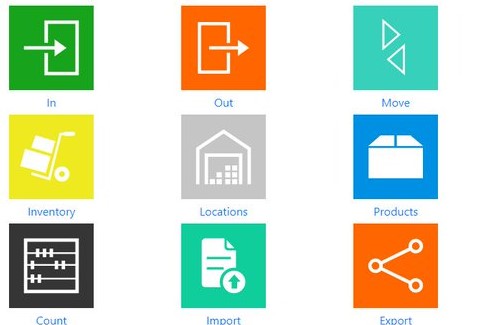 In
Out
Move
Inventory
Locations
Products
Count
Import
Export